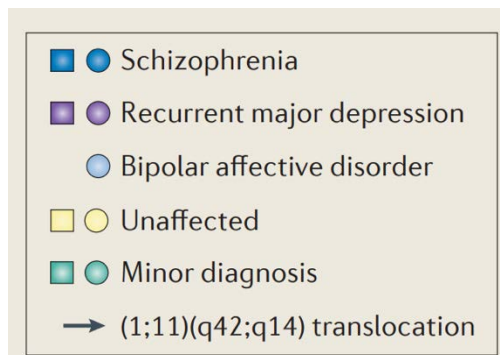 Schizophrenia
Recurrent major depression
Bipolar affective disorder
Unaffected
Minor diagnosis
(1;11)(q42;q14) translocation